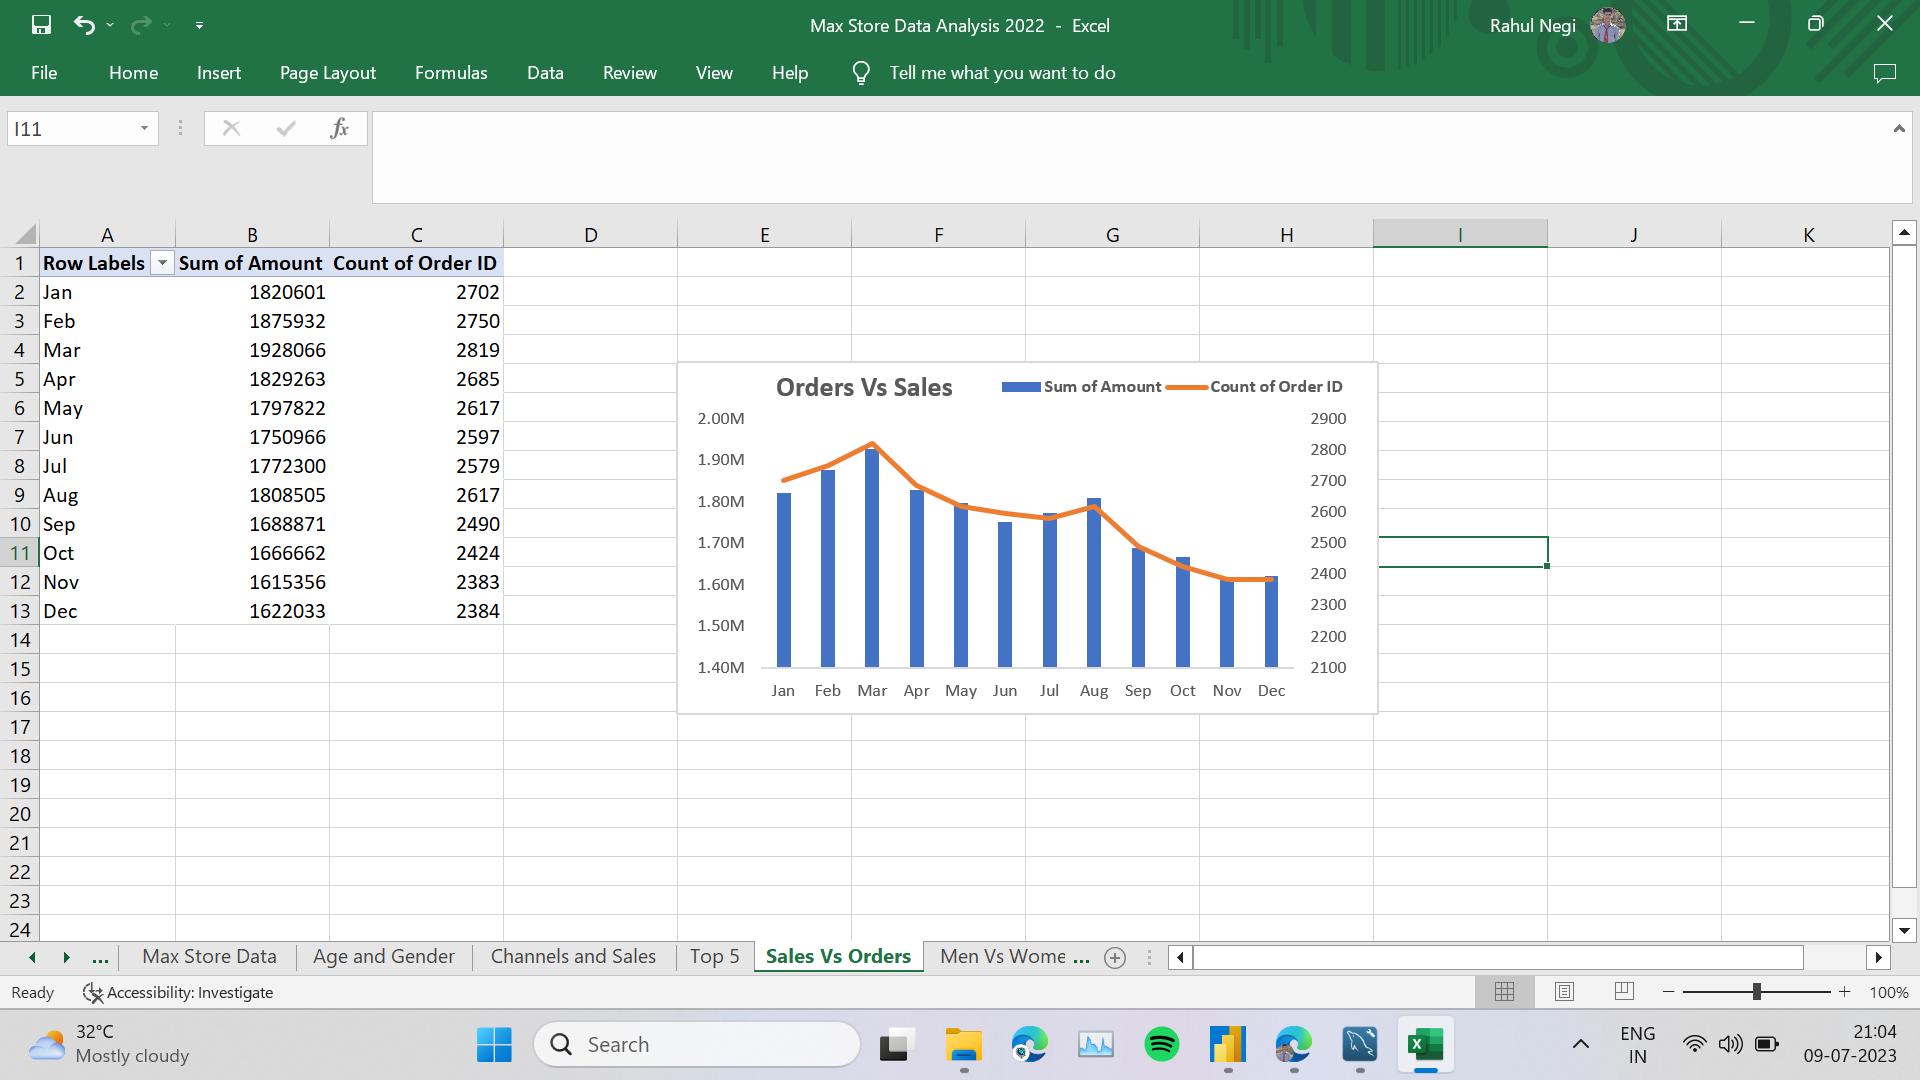 Max Store Data Analysis 2022 - Excel
Rahul Negi
File Home Insert Page Layout Formulas Data Review View Help Tell me what you want to do
I11 fx
A B C D E F G H I J K
1 Row Labels Sum of Amount Count of Order ID
2 Jan 1820601 2702
3 Feb 1875932 2750
4 Mar 1928066 2819
5 Apr 1829263 2685
6 May 1797822 2617
7 Jun 1750966 2597
8 Jul 1772300 2579
9 Aug 1808505 2617
10 Sep 1688871 2490
11 Oct 1666662 2424
12 Nov 1615356 2383
13 Dec 1622033 2384
14
15
16
17
18
19
20
21
22
23
24
Orders Vs Sales Sum of Amount Count of Order ID
2.00M 2900
1.90M 2800
1.80M 2700
1.70M 2600
1.60M 2500
1.50M 2400
1.40M 2300
2200
2100
Jan Feb Mar Apr May Jun Jul Aug Sep Oct Nov Dec
... Max Store Data Age and Gender Channels and Sales Top 5 Sales Vs Orders Men Vs Wome ...
Ready Accessibility: Investigate 100%
32°C
Mostly cloudy
Search
ENG
IN
21:04
09-07-2023